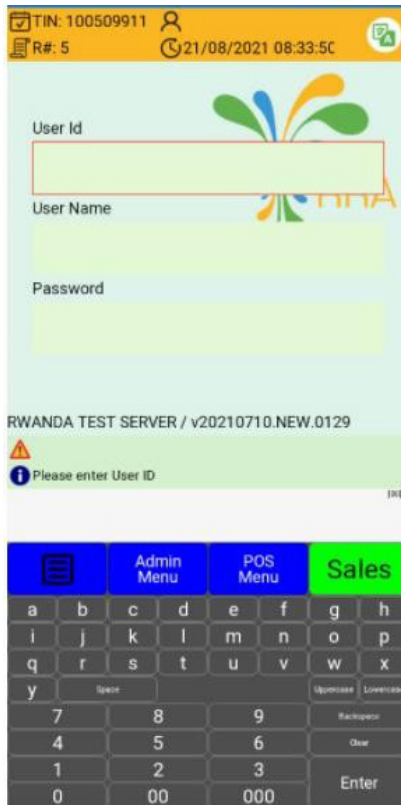 TIN: 100509911
R#: 5 21/08/2021 08:33:50
User Id
RRA
User Name
Password
RWANDA TEST SERVER / v20210710.NEW.0129
Please enter User ID
Admin Menu POS Menu Sales
a b c d e f g h
i j k l m n o p
q r s t u v w x
y Space Uppercase Lowercase
7 8 9 Backspace
4 5 6 Clear
1 2 3 Enter
0 00 000